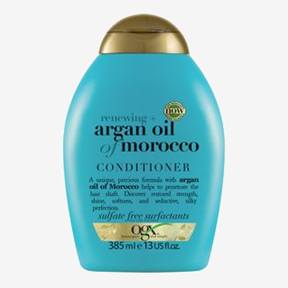 now
renewing +
argan oil
of morocco
CONDITIONER
A unique, precious formula with argan
oil of Morocco helps to penetrate the
hair shaft. Discover restored strength,
shine, softness, and seductive, silky
perfection.
sulfate free surfactants
ogx
385 ml e 13 US fl.oz.